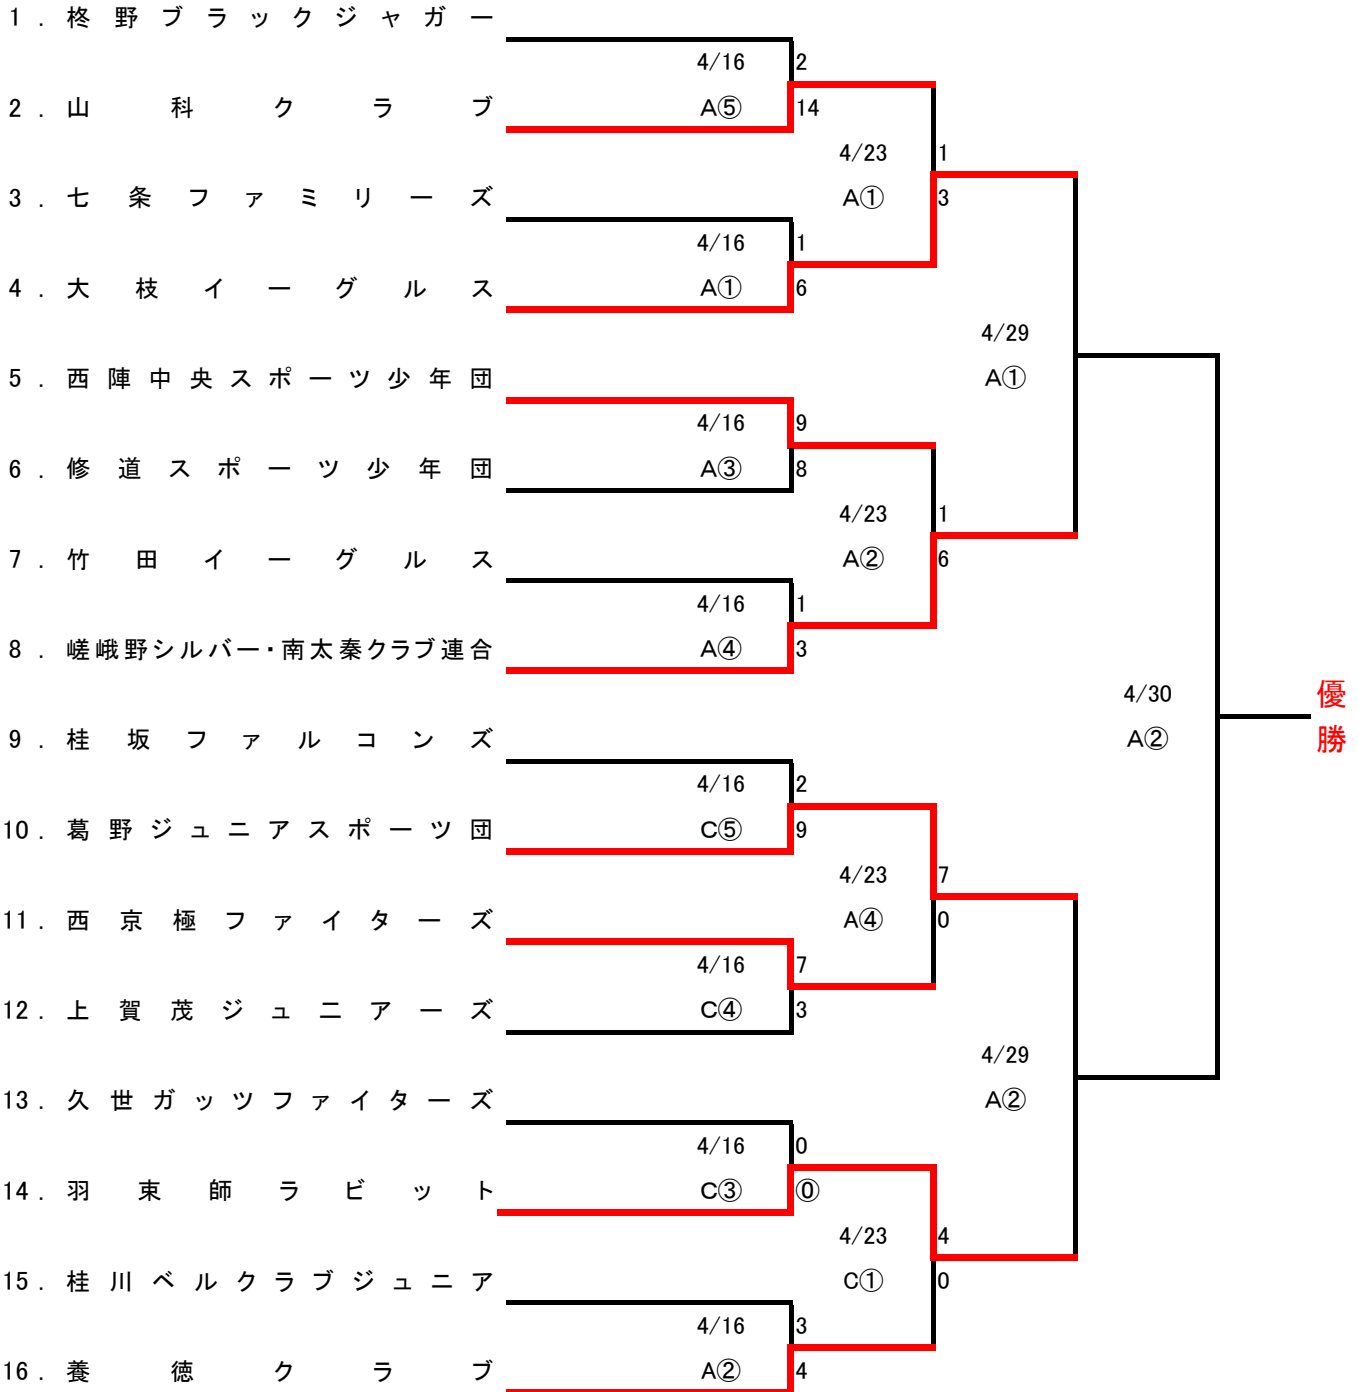 1．柊野ブラックジャガー
4/16 2
2．山科クラブ
A⑤ 14
4/23 1
3．七条ファミリーズ
A① 3
4/16 1
4．大枝イーグルス
A① 6
4/29
5．西陣中央スポーツ少年団
A①
4/16 9
6．修道スポーツ少年団
A③ 8
4/23 1
7．竹田イーグルス
A② 6
4/16 1
8．嵯峨野シルバー・南太秦クラブ連合
A④ 3
4/30
優勝
9．桂坂ファルコンズ
A②
4/16 2
10．葛野ジュニアスポーツ団
C⑤ 9
4/23 7
11．西京極ファイターズ
A④ 0
4/16 7
12．上賀茂ジュニアーズ
C④ 3
4/29
13．久世ガッツファイターズ
A②
4/16 0
14．羽束師ラビット
C③ ⓪
4/23 4
15．桂川ベルクラブジュニア
C① 0
4/16 3
16．養徳クラブ
A② 4